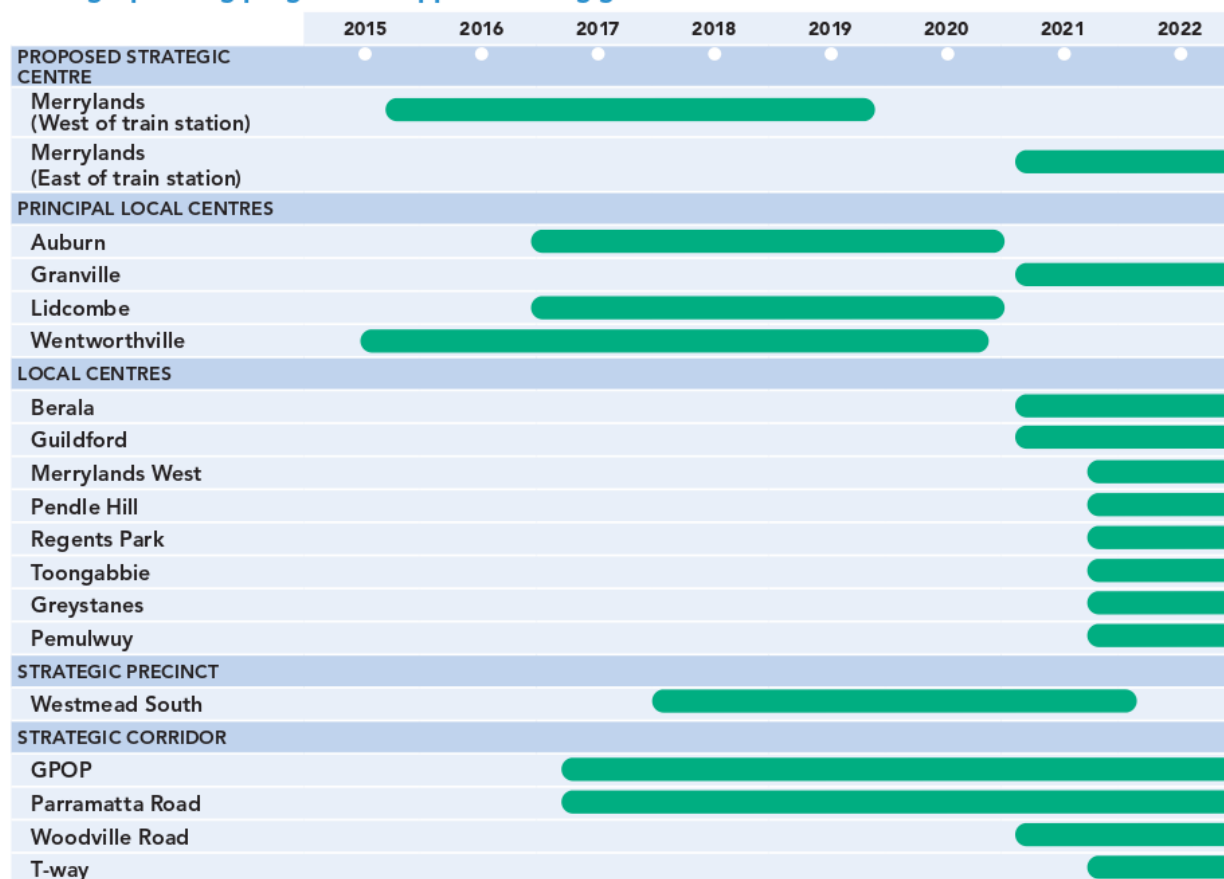 2015 2016 2017 2018 2019 2020 2021 2022
PROPOSED STRATEGIC
CENTRE
Merrylands
(West of train station)
Merrylands
(East of train station)
PRINCIPAL LOCAL CENTRES
Auburn
Granville
Lidcombe
Wentworthville
LOCAL CENTRES
Berala
Guildford
Merrylands West
Pendle Hill
Regents Park
Toongabbie
Greystanes
Pemulwuy
STRATEGIC PRECINCT
Westmead South
STRATEGIC CORRIDOR
GPOP
Parramatta Road
Woodville Road
T-way